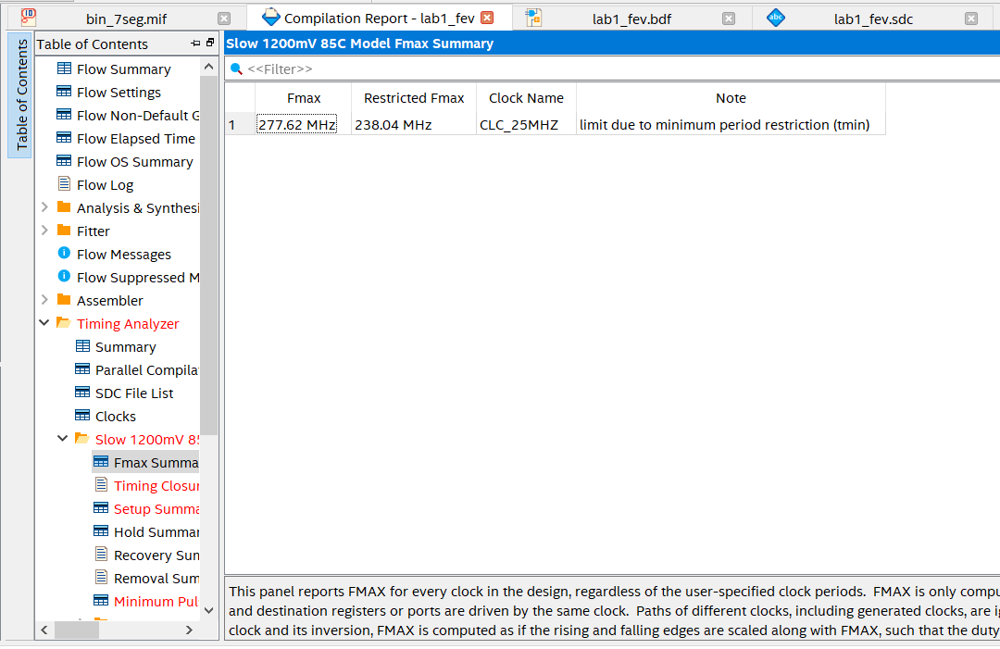 bin_7seg.mif
Compilation Report - lab1_fev
lab1_fev.bdf
abc
lab1_fev.sdc
Table of Contents
Table of Contents
Flow Summary
Flow Settings
Flow Non-Default G
Flow Elapsed Time
Flow OS Summary
Flow Log
Analysis & Synthesi
Fitter
Flow Messages
Flow Suppressed M
Assembler
Timing Analyzer
Summary
Parallel Compila
SDC File List
Clocks
Slow 1200mV 85
Fmax Summa
Timing Closur
Setup Summa
Hold Summar
Recovery Sum
Removal Sum
Minimum Pul
Slow 1200mV 85C Model Fmax Summary
<<Filter>>
Fmax Restricted Fmax Clock Name Note
1 277.62 MHz 238.04 MHz CLC_25MHZ limit due to minimum period restriction (tmin)
This panel reports FMAX for every clock in the design, regardless of the user-specified clock periods.  FMAX is only compu
and destination registers or ports are driven by the same clock.  Paths of different clocks, including generated clocks, are ig
clock and its inversion, FMAX is computed as if the rising and falling edges are scaled along with FMAX, such that the duty